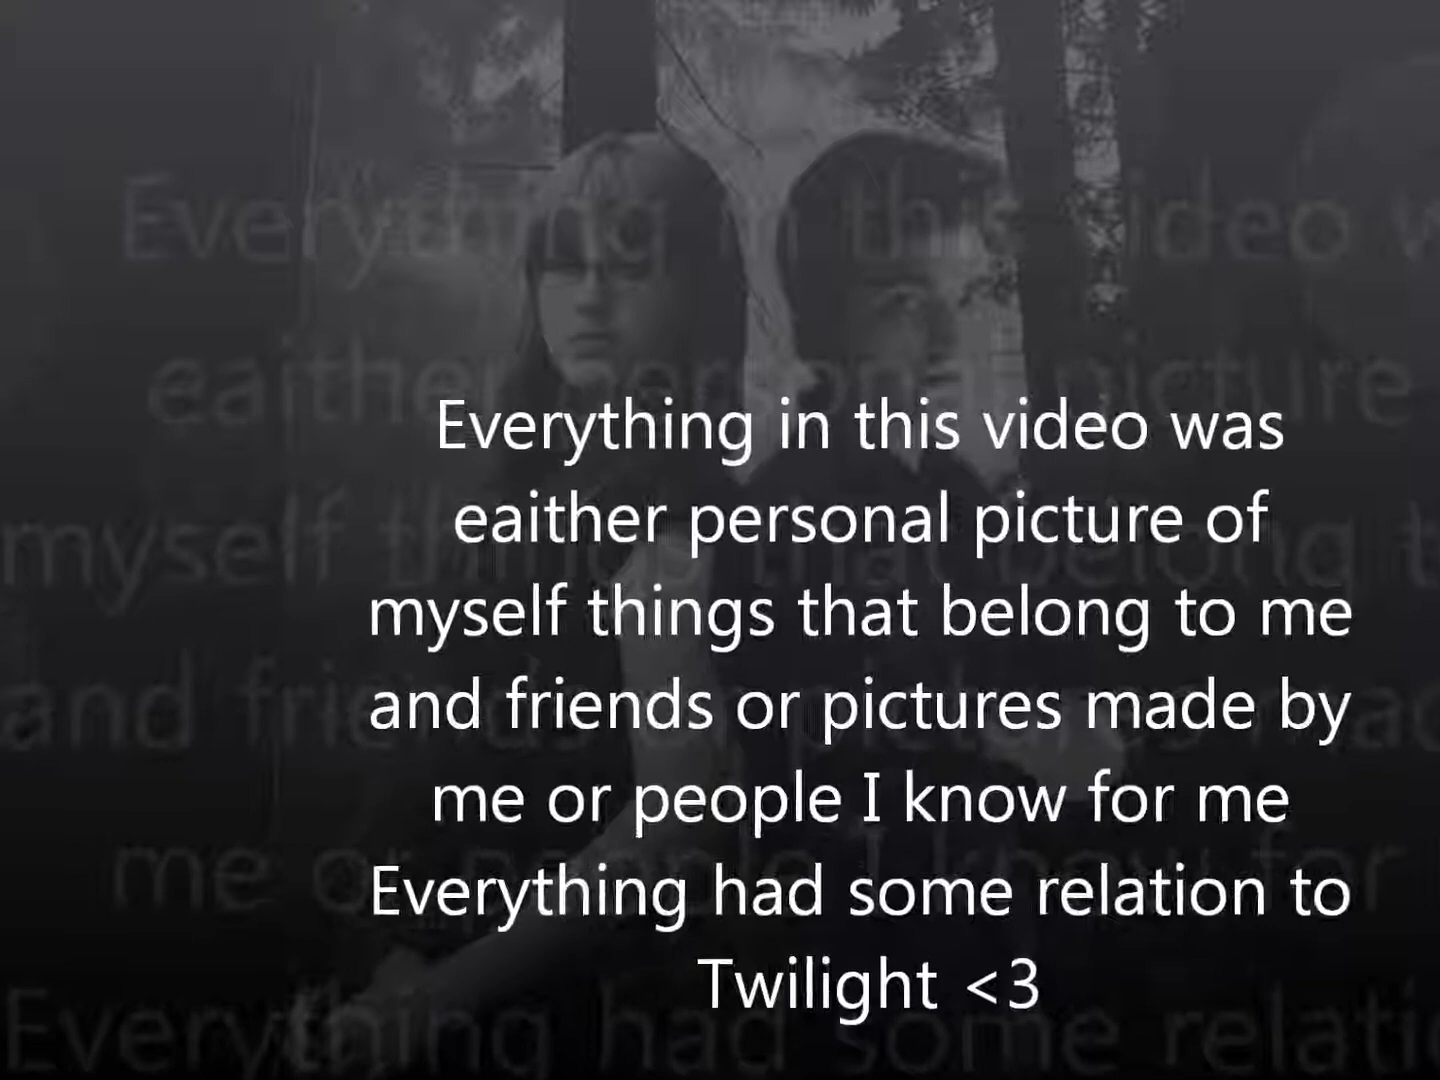 Everything in this video was
eaither personal picture of
myself things that belong to me
and friends or pictures made by
me or people I know for me
Everything had some relation to
Twilight <3